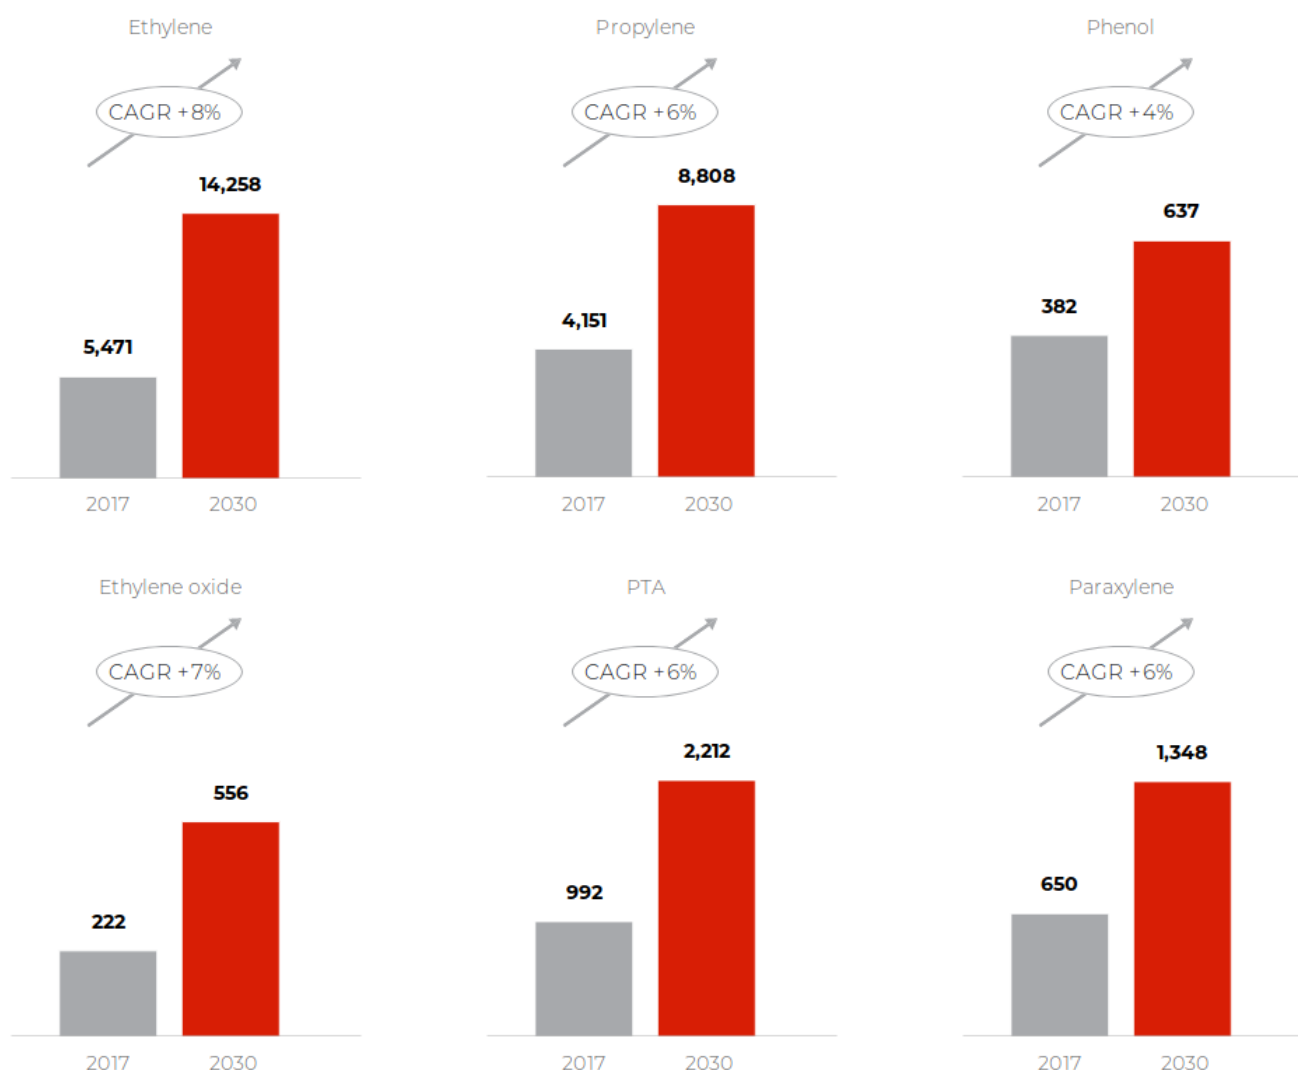 Ethylene
CAGR +8%
14,258
5,471
2017 2030
Propylene
CAGR +6%
8,808
4,151
2017 2030
Phenol
CAGR +4%
637
382
2017 2030
Ethylene oxide
CAGR +7%
556
222
2017 2030
PTA
CAGR +6%
2,212
992
2017 2030
Paraxylene
CAGR +6%
1,348
650
2017 2030